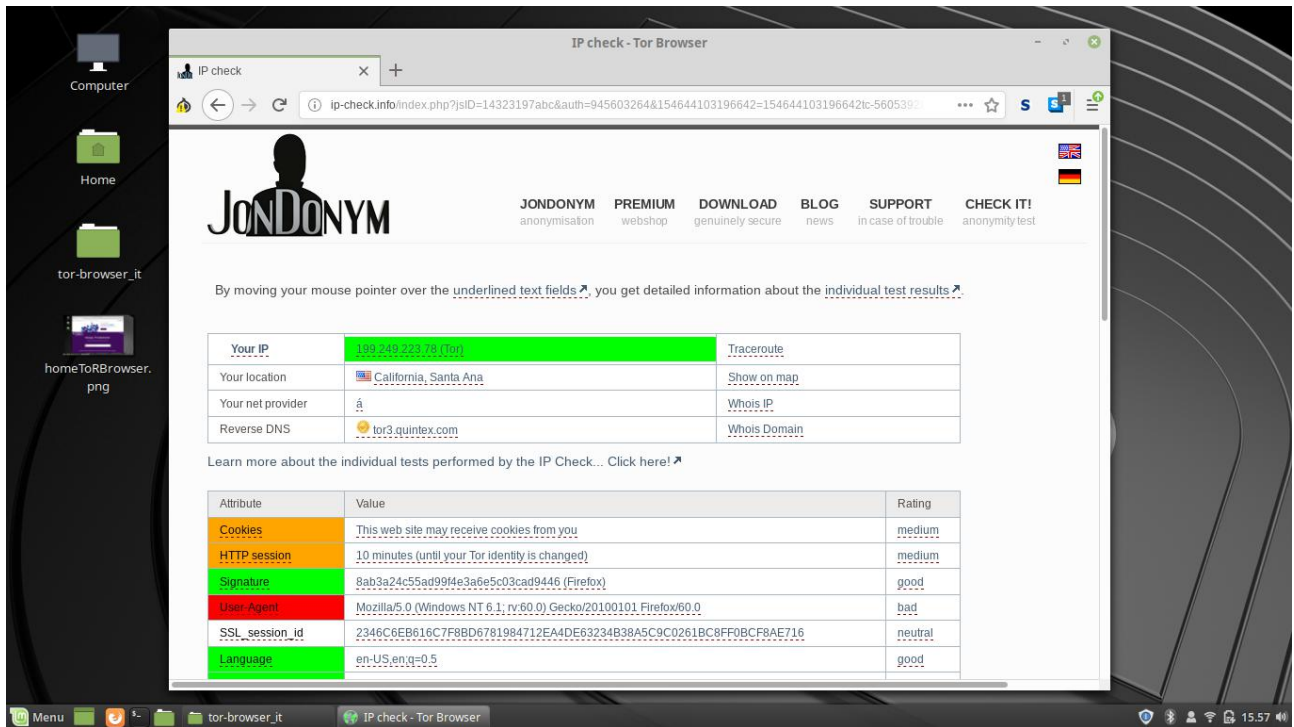 IP check - Tor Browser
IP check
ip-check.info/index.php?jsID=14323197abc&auth=945603264&154644103196642=154644103196642tc-560539
Computer
Home
tor-browser_it
homeToRBrowser.
png
JONDONYM
JONDONYM PREMIUM DOWNLOAD BLOG SUPPORT CHECK IT!
anonymisation webshop genuinely secure news in case of trouble anonymity test
By moving your mouse pointer over the underlined text fields, you get detailed information about the individual test results.
Your IP 199.249.223.78 (Tor) Traceroute
Your location California, Santa Ana Show on map
Your net provider á Whois IP
Reverse DNS tor3.quintex.com Whois Domain
Learn more about the individual tests performed by the IP Check... Click here!
Attribute Value Rating
Cookies This web site may receive cookies from you medium
HTTP session 10 minutes (until your Tor identity is changed) medium
Signature 8ab3a24c55ad99f4e3a6e5c03cad9446 (Firefox) good
User-Agent Mozilla/5.0 (Windows NT 6.1; rv:60.0) Gecko/20100101 Firefox/60.0 bad
SSL_session_id 2346C6EB616C7F8BD6781984712EA4DE63234B38A5C9C0261BC8FF0BCF8AE716 neutral
Language en-US,en;q=0.5 good
Menu tor-browser_it IP check - Tor Browser 15.57